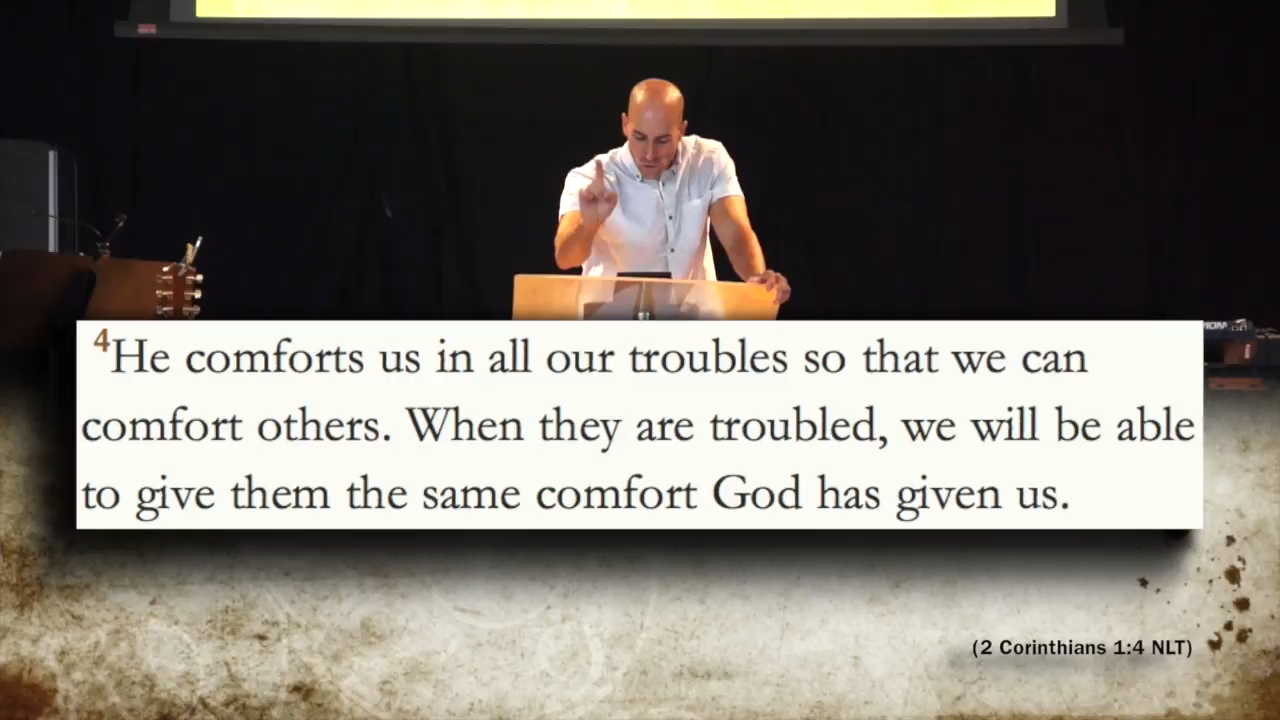 4He comforts us in all our troubles so that we can
comfort others. When they are troubled, we will be able
to give them the same comfort God has given us.
(2 Corinthians 1:4 NLT)